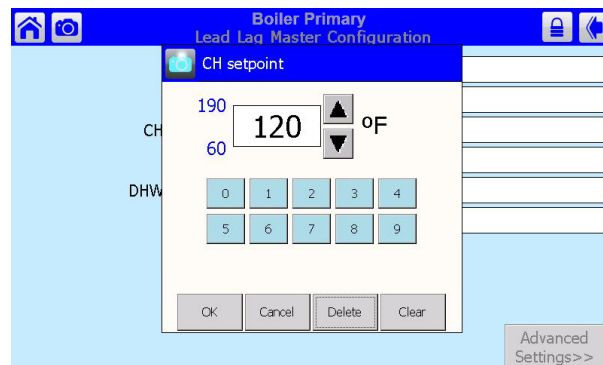 Boiler Primary
Lead Lag Master Configuration
CH setpoint
190
120
°F
60
CH
DHW
0 1 2 3 4
5 6 7 8 9
OK Cancel Delete Clear
Advanced
Settings>>